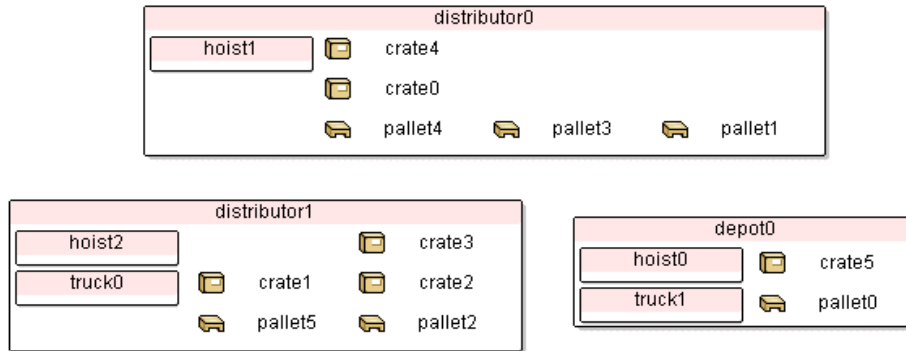 distributor0
hoist1 crate4
crate0
pallet4 pallet3 pallet1
distributor1
hoist2 crate3
truck0 crate1 crate2
pallet5 pallet2
depot0
hoist0 crate5
truck1 pallet0